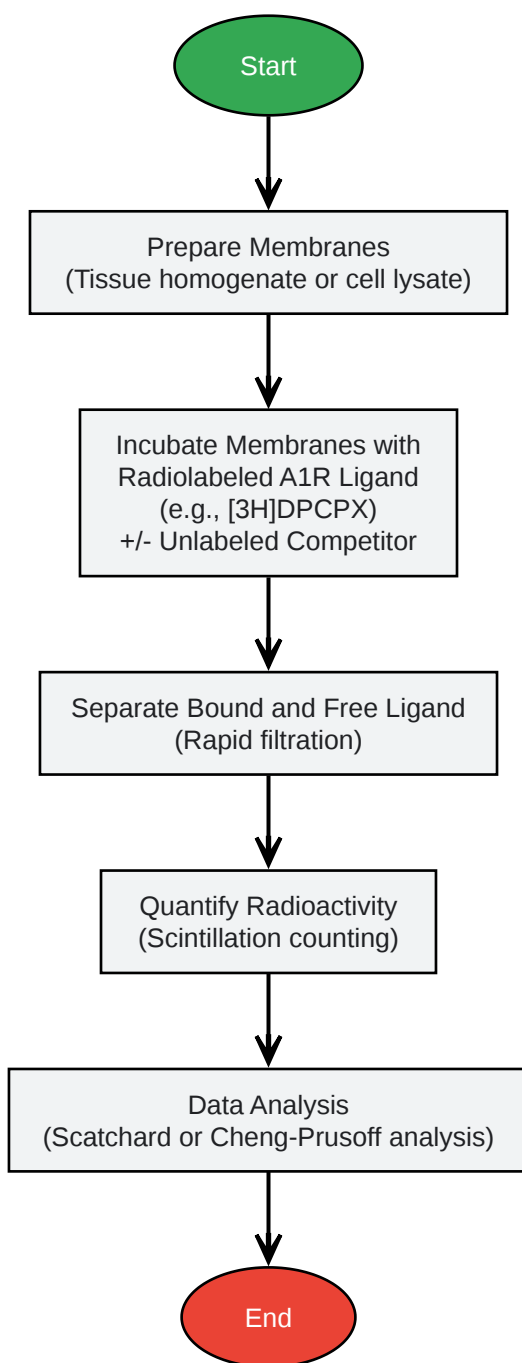 Start
Prepare Membranes
(Tissue homogenate or cell lysate)
Incubate Membranes with
Radiolabeled A1R Ligand
(e.g., [3H]DPCPX)
+/- Unlabeled Competitor
Separate Bound and Free Ligand
(Rapid filtration)
Quantify Radioactivity
(Scintillation counting)
Data Analysis
(Scatchard or Cheng-Prusoff analysis)
End